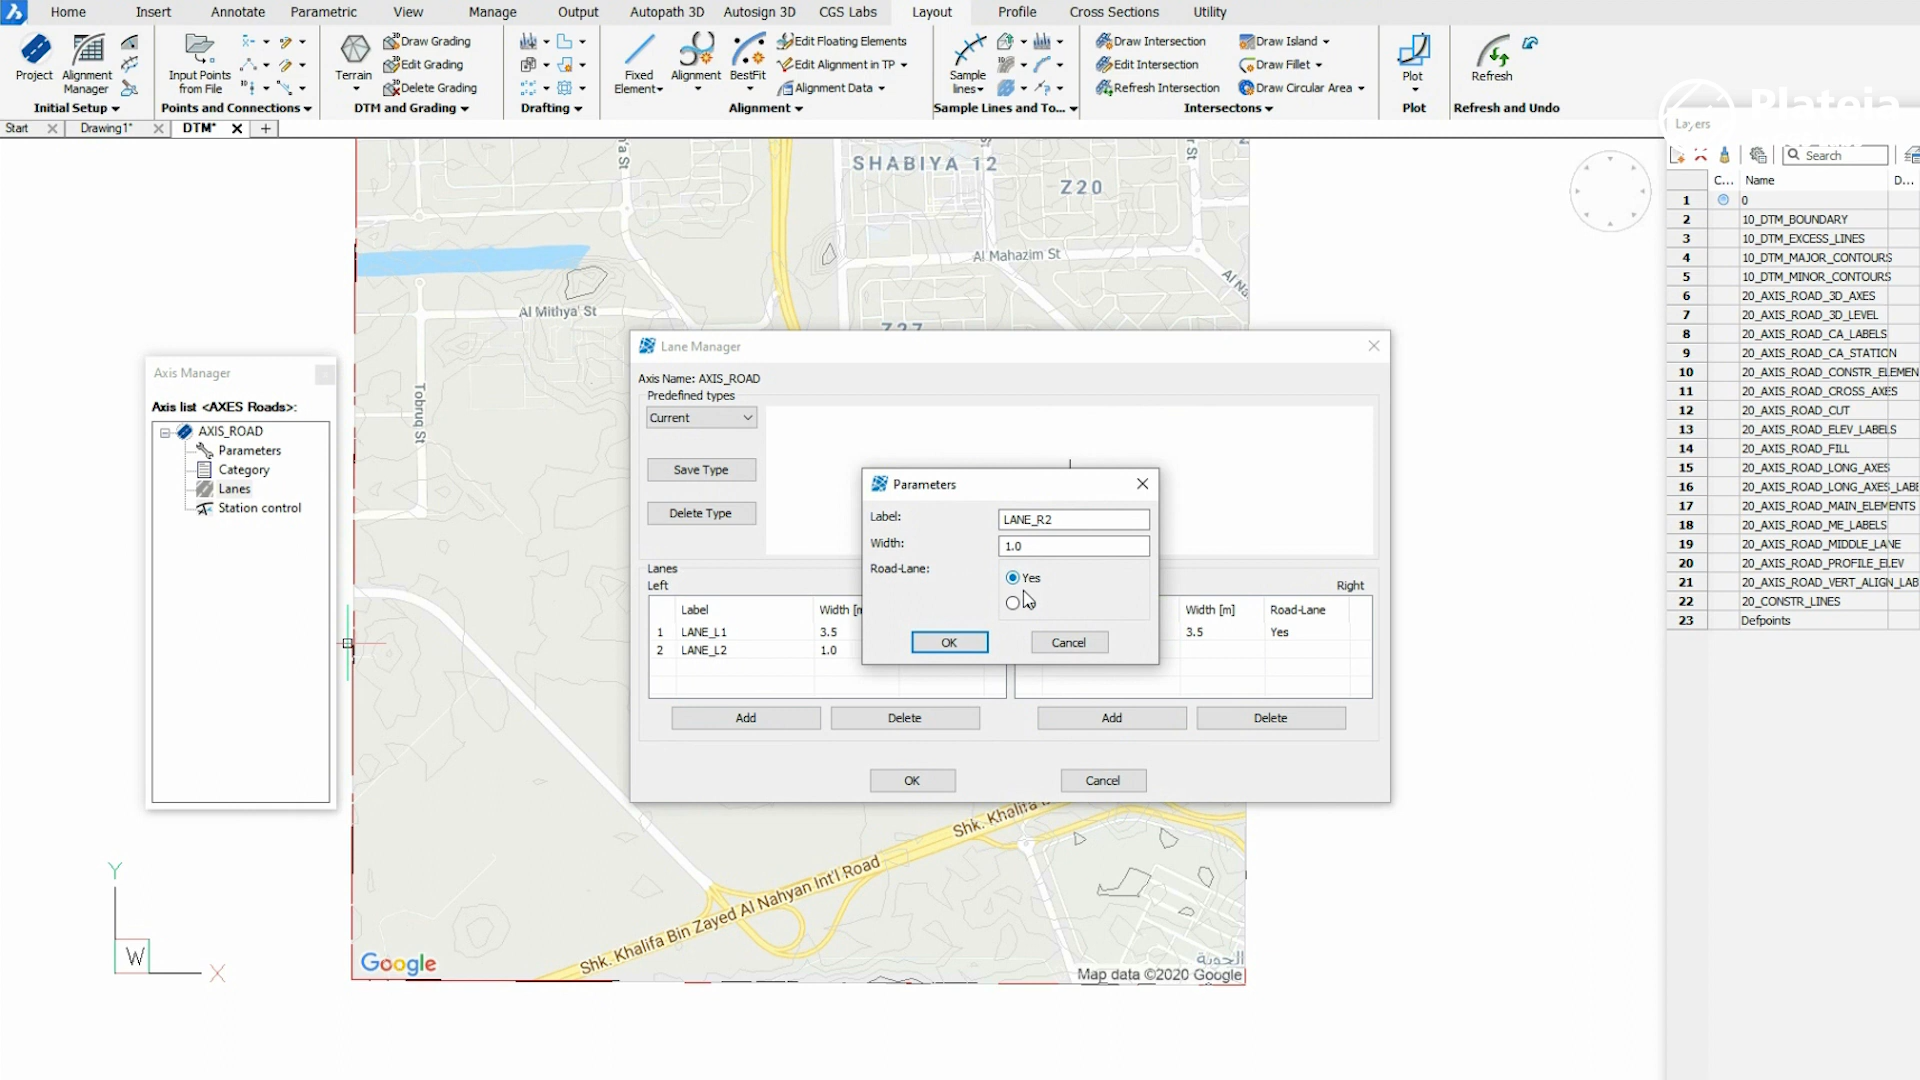 Home Insert Annotate Parametric View Manage Output Autopath 3D Autosign 3D CGS Labs Layout Profile Cross Sections Utility
Project
Alignment Manager
Initial Setup
Input Points from File
Points and Connections
Terrain
Draw Grading
Edit Grading
Delete Grading
DTM and Grading
Drafting
Fixed Element
Alignment
BestFit
Edit Floating Elements
Edit Alignment in TP
Alignment Data
Alignment
Sample lines
Sample Lines and To...
Draw Intersection
Edit Intersection
Refresh Intersection
Draw Island
Draw Fillet
Draw Circular Area
Intersections
Plot
Plot
Refresh
Refresh and Undo
Plateia
Start Drawing1* DTM*
Layers
Search
C... Name D...
1 0
2 10_DTM_BOUNDARY
3 10_DTM_EXCESS_LINES
4 10_DTM_MAJOR_CONTOURS
5 10_DTM_MINOR_CONTOURS
6 20_AXIS_ROAD_3D_AXES
7 20_AXIS_ROAD_3D_LEVEL
8 20_AXIS_ROAD_CA_LABELS
9 20_AXIS_ROAD_CA_STATION
10 20_AXIS_ROAD_CONSTR_ELEMEN
11 20_AXIS_ROAD_CROSS_AXES
12 20_AXIS_ROAD_CUT
13 20_AXIS_ROAD_ELEV_LABELS
14 20_AXIS_ROAD_FILL
15 20_AXIS_ROAD_LONG_AXES
16 20_AXIS_ROAD_LONG_AXES_LABE
17 20_AXIS_ROAD_MAIN_ELEMENTS
18 20_AXIS_ROAD_ME_LABELS
19 20_AXIS_ROAD_MIDDLE_LANE
20 20_AXIS_ROAD_PROFILE_ELEV
21 20_AXIS_ROAD_VERT_ALIGN_LAB
22 20_CONSTR_LINES
23 Defpoints
SHABIYA 12
Z20
Al Mahazim St
Al Na
Al Mithya' St
Z27
Tobruq St
Shk. Khalifa B
Shk. Khalifa Bin Zayed Al Nahyan Int'l Road
Google
Map data ©2020 Google
Axis Manager
Axis list <AXES Roads>:
AXIS_ROAD
Parameters
Category
Lanes
Station control
Lane Manager
Axis Name: AXIS_ROAD
Predefined types
Current
Save Type
Delete Type
Lanes
Left Right
Label Width [m
1 LANE_L1 3.5
2 LANE_L2 1.0
Width [m] Road-Lane
3.5 Yes
Add Delete Add Delete
OK Cancel
Parameters
Label: LANE_R2
Width: 1.0
Road-Lane: Yes
OK Cancel
Y
W
X